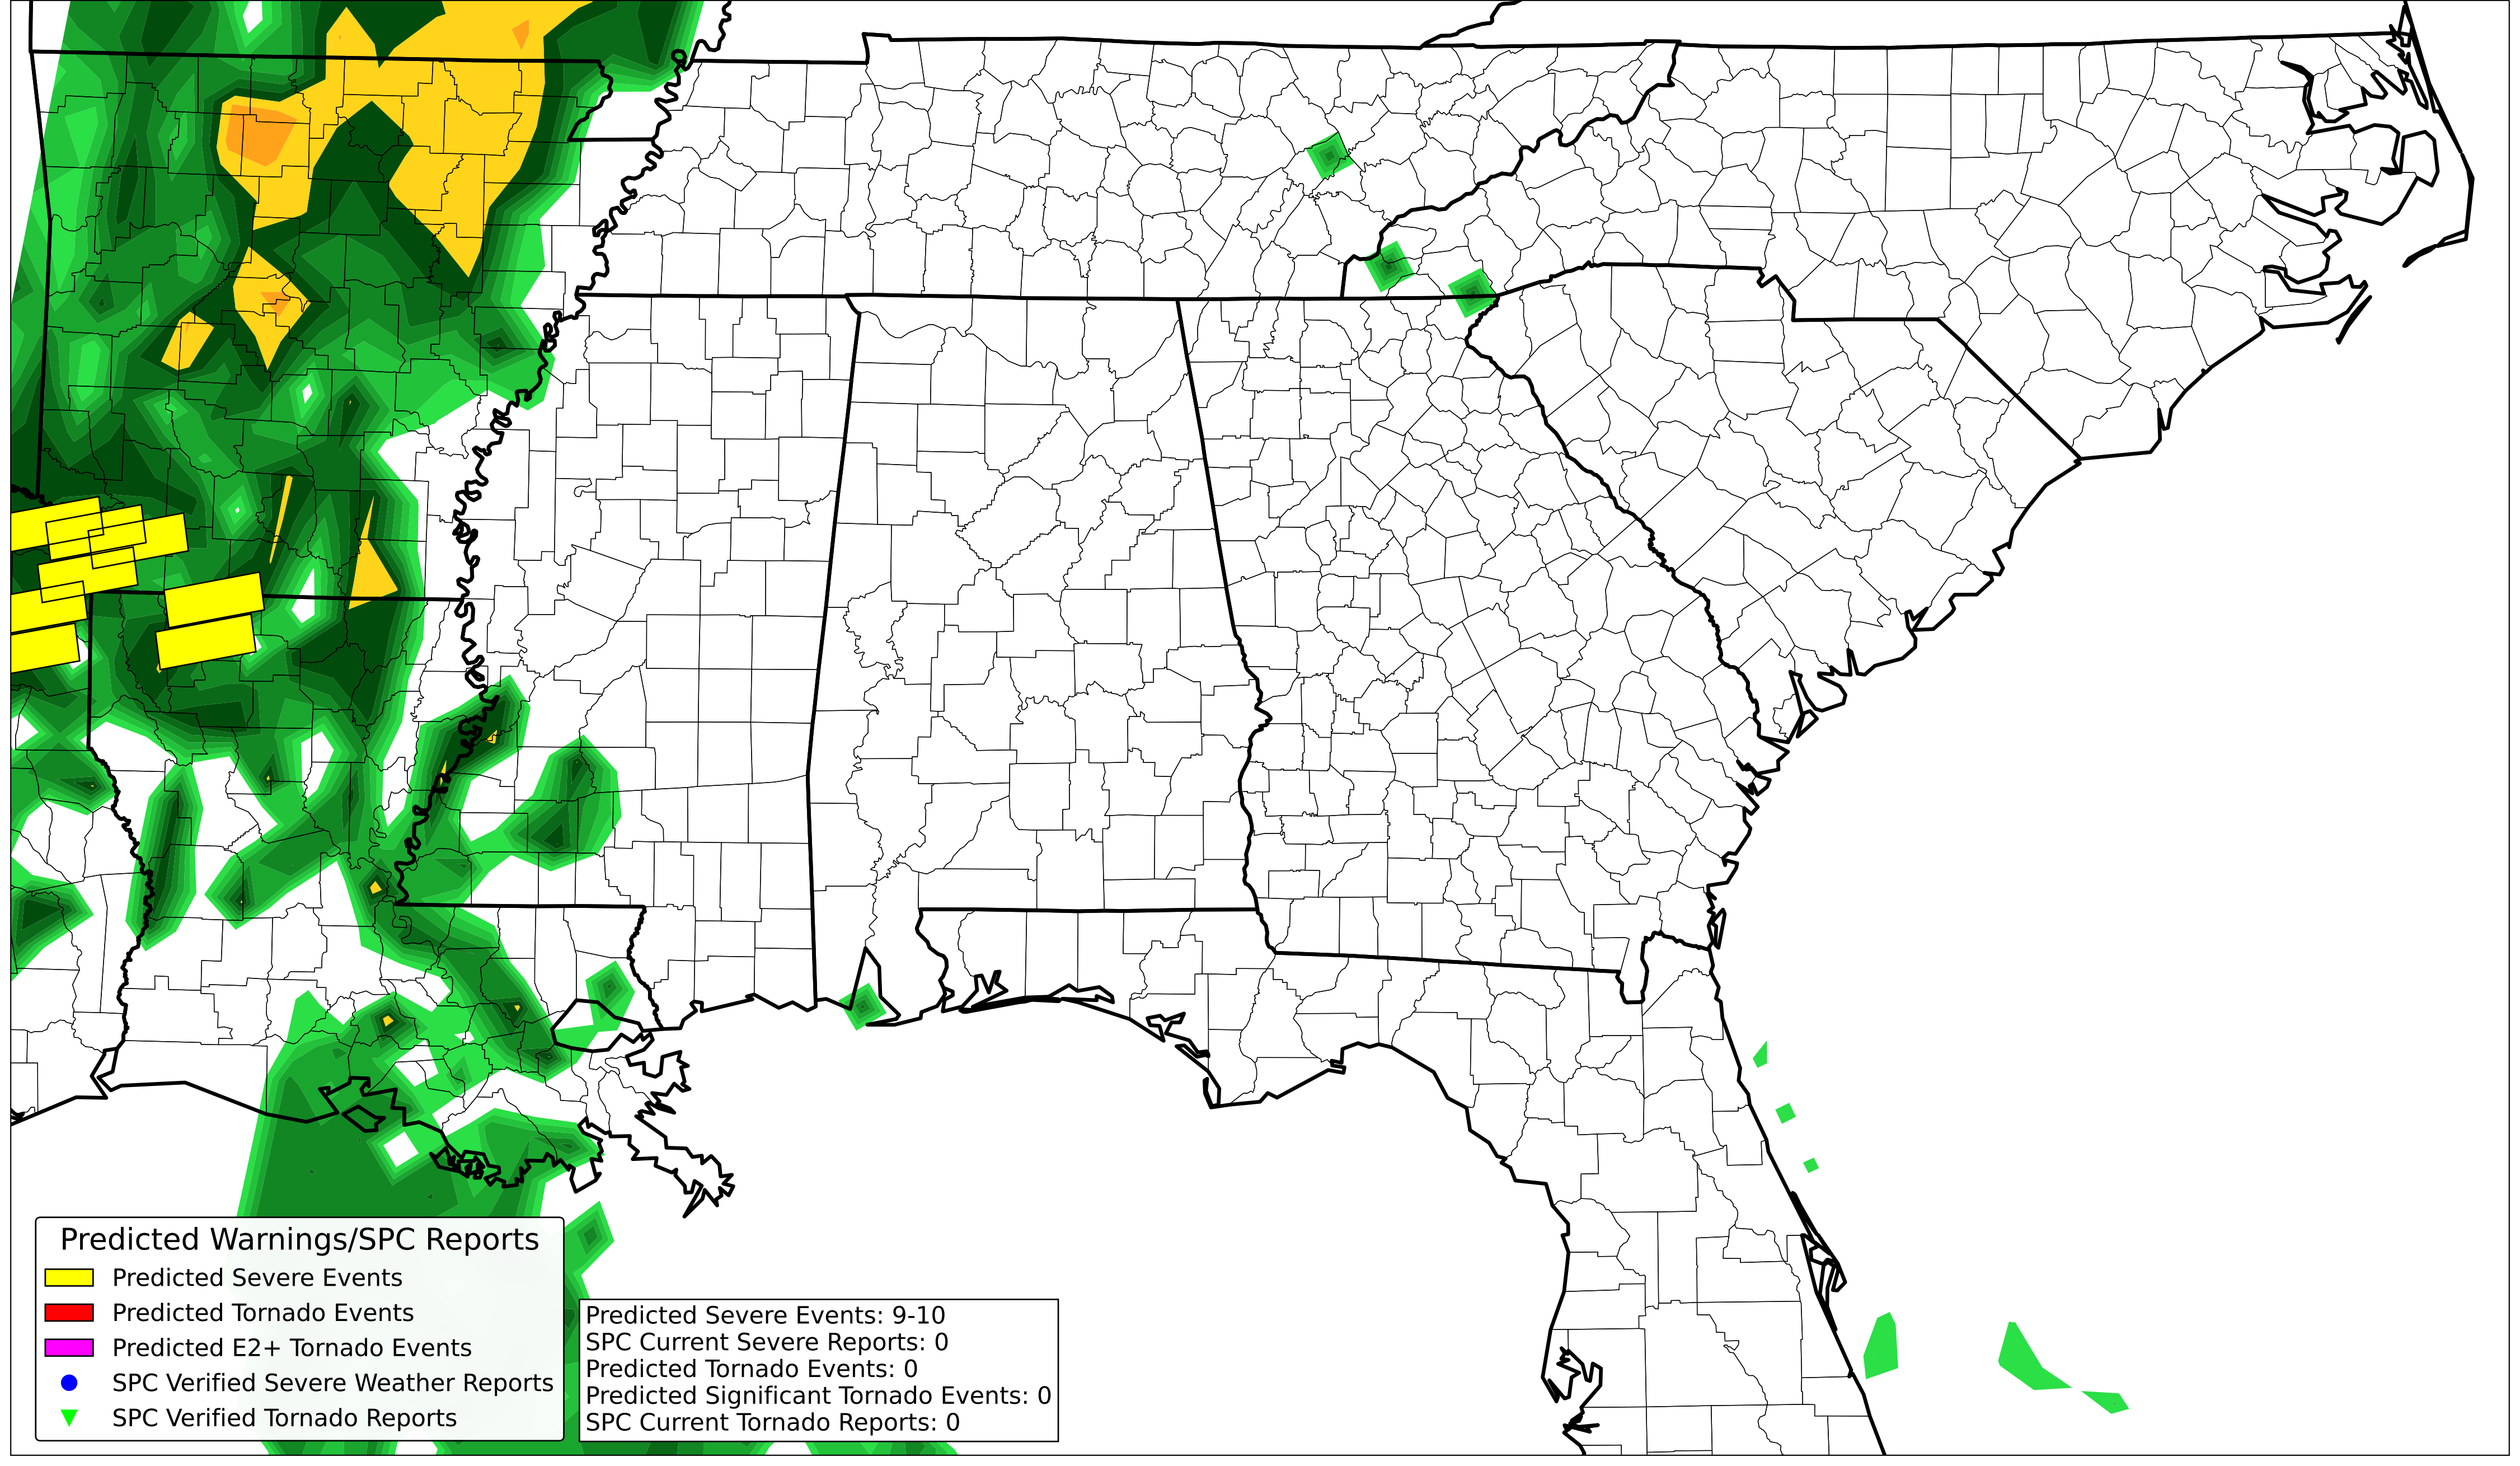 Predicted Warnings/SPC Reports
Predicted Severe Events
Predicted Tornado Events
Predicted E2+ Tornado Events
SPC Verified Severe Weather Reports
SPC Verified Tornado Reports
Predicted Severe Events: 9-10
SPC Current Severe Reports: 0
Predicted Tornado Events: 0
Predicted Significant Tornado Events: 0
SPC Current Tornado Reports: 0